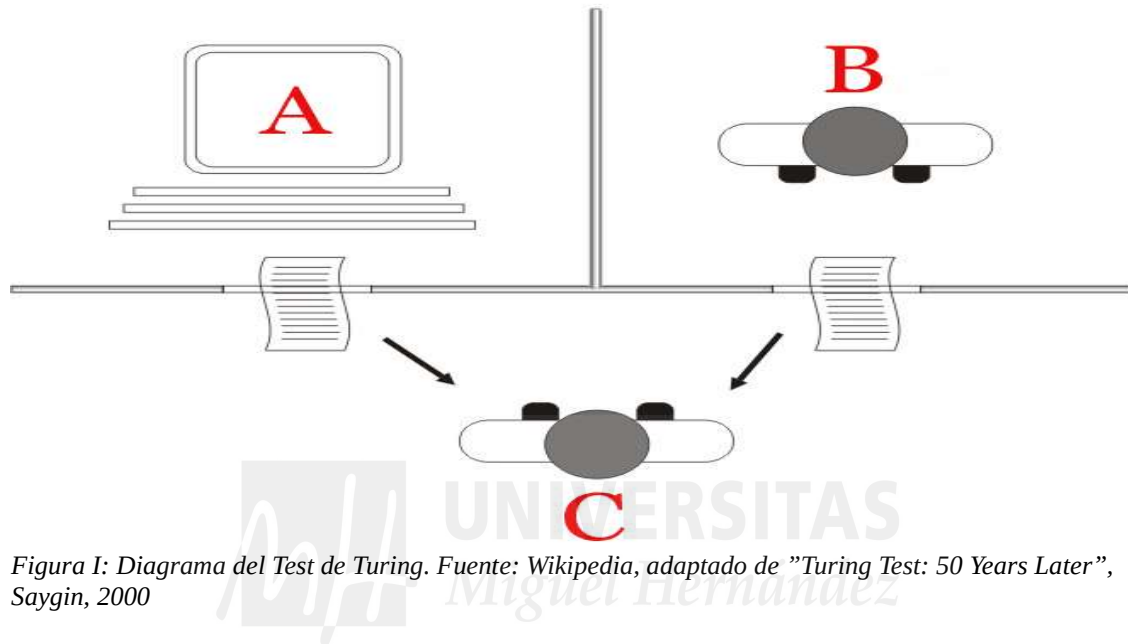 A
B
C
UNIVERSITAS
Miguel Hernández
Figura I: Diagrama del Test de Turing. Fuente: Wikipedia, adaptado de ”Turing Test: 50 Years Later”,
Saygin, 2000